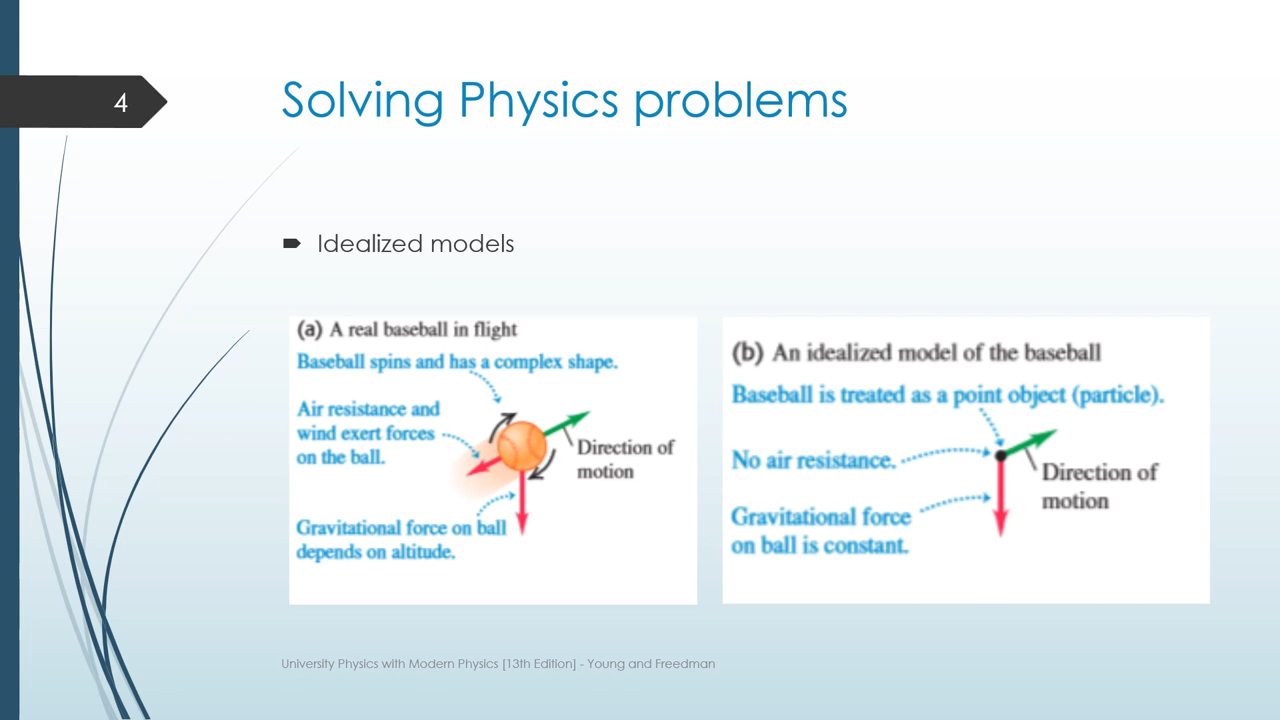 4
Solving Physics problems
Idealized models
(a) A real baseball in flight
Baseball spins and has a complex shape.
Air resistance and
wind exert forces
on the ball.
Direction of
motion
Gravitational force on ball
depends on altitude.
(b) An idealized model of the baseball
Baseball is treated as a point object (particle).
No air resistance.
Direction of
motion
Gravitational force
on ball is constant.
University Physics with Modern Physics [13th Edition] - Young and Freedman